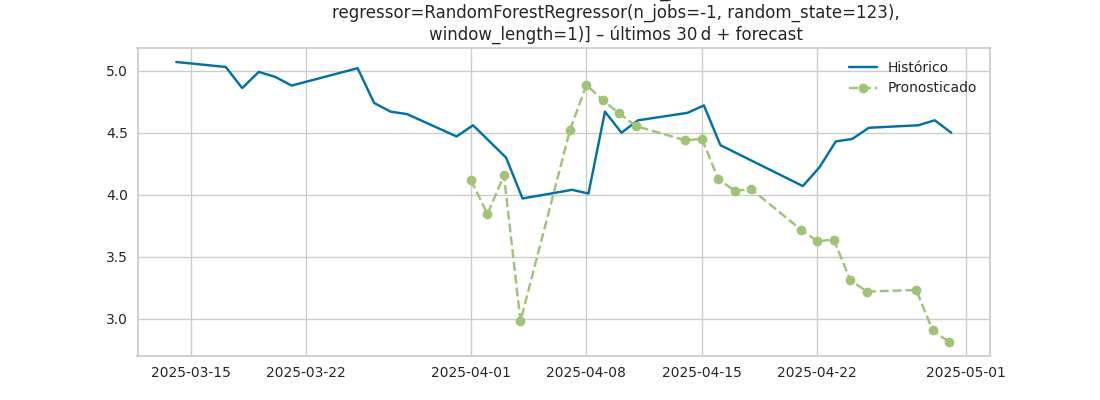 regressor=RandomForestRegressor(n_jobs=-1, random_state=123),
window_length=1)] – últimos 30 d + forecast
Histórico
Pronosticado
5.0
4.5
4.0
3.5
3.0
2025-03-15 2025-03-22 2025-04-01 2025-04-08 2025-04-15 2025-04-22 2025-05-01